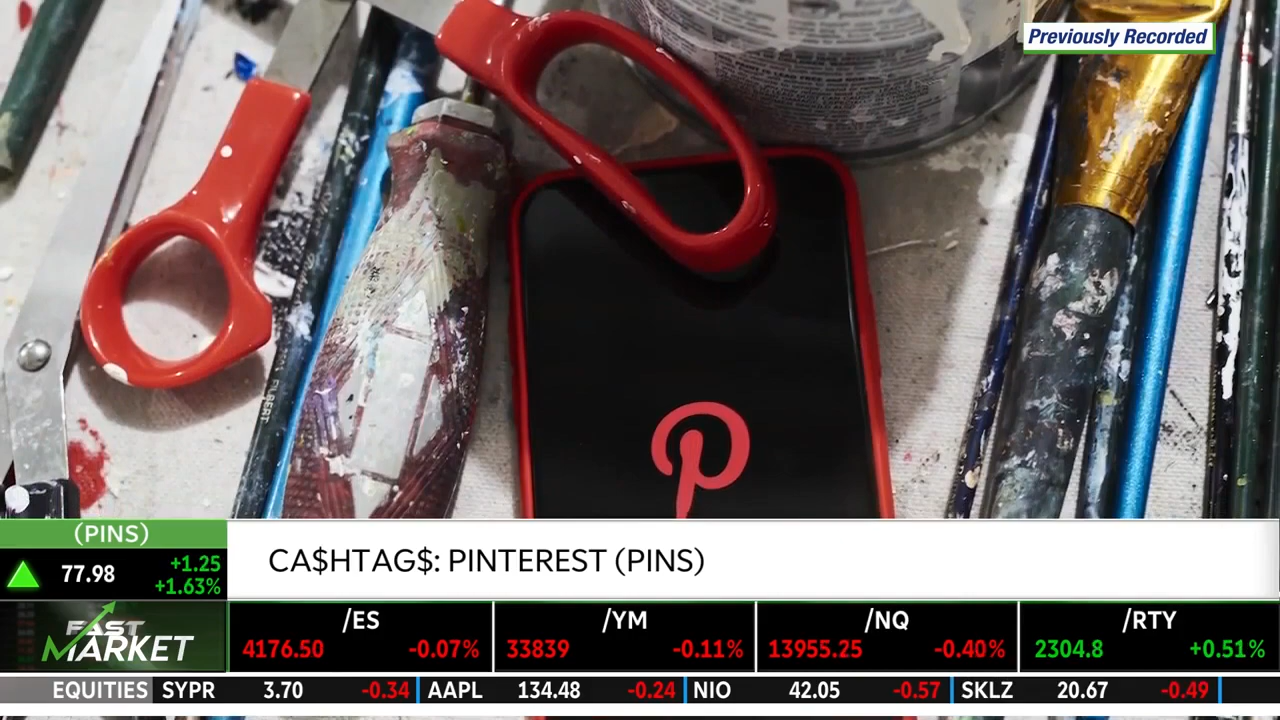 Previously Recorded
FILBERT
(PINS)
77.98
+1.25
+1.63%
CA$HTAG$: PINTEREST (PINS)
FAST
MARKET
/ES
4176.50 -0.07%
/YM
33839 -0.11%
/NQ
13955.25 -0.40%
/RTY
2304.8 +0.51%
EQUITIES SYPR 3.70 -0.34 AAPL 134.48 -0.24 NIO 42.05 -0.57 SKLZ 20.67 -0.49